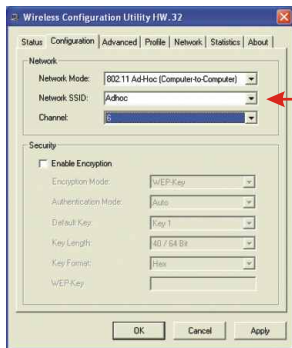 Wireless Configuration Utility HW.32
Status Configuration Advanced Profile Network Statistics About
Network
Network Mode: 802.11 Ad-Hoc (Computer-to-Computer)
Network SSID: Adhoc
Channel: 6
Security
Enable Encryption
Encryption Mode: WEP-Key
Authentication Mode: Auto
Default Key: Key 1
Key Length: 40 / 64 Bit
Key Format: Hex
WEP-Key:
OK Cancel Apply